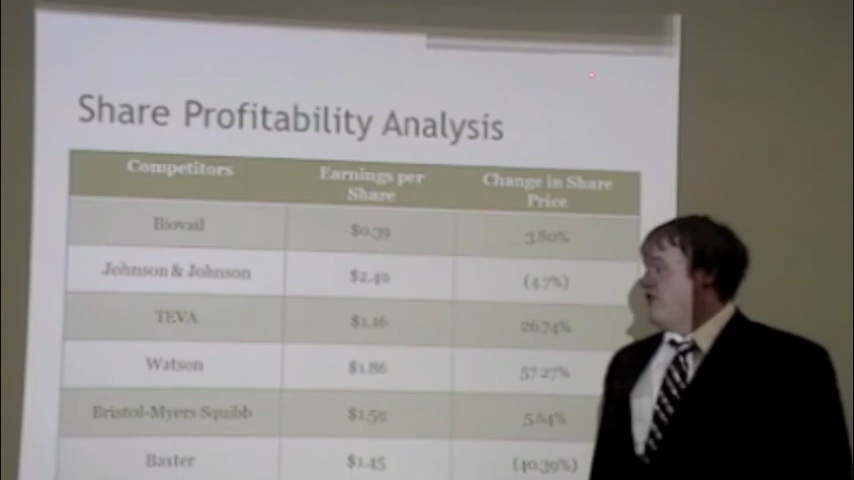 Share Profitability Analysis
Competitors Earnings per Share Change in Share Price
Biovail $0.39 3.80%
Johnson & Johnson $2.40 (4.7%)
TEVA $1.16 26.74%
Watson $1.86 57.27%
Bristol-Myers Squibb $1.59 5.64%
Baxter $1.45 (40.39%)